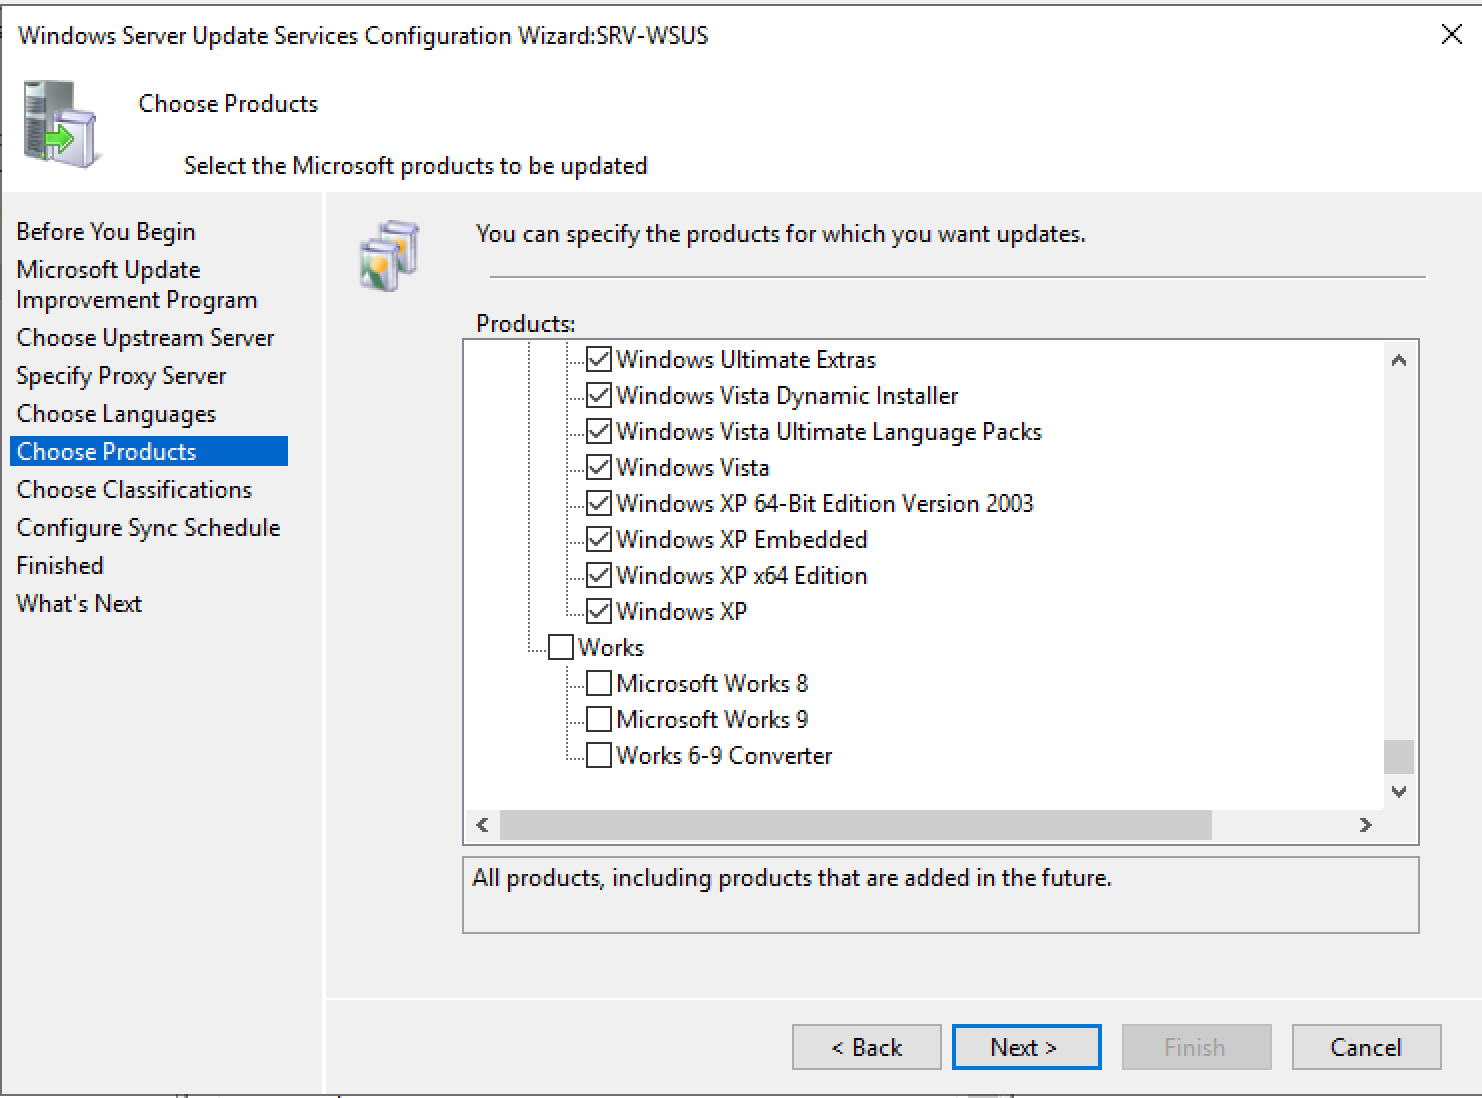 Windows Server Update Services Configuration Wizard:SRV-WSUS
Choose Products
Select the Microsoft products to be updated
Before You Begin
Microsoft Update
Improvement Program
Choose Upstream Server
Specify Proxy Server
Choose Languages
Choose Products
Choose Classifications
Configure Sync Schedule
Finished
What's Next
You can specify the products for which you want updates.
Products:
Windows Ultimate Extras
Windows Vista Dynamic Installer
Windows Vista Ultimate Language Packs
Windows Vista
Windows XP 64-Bit Edition Version 2003
Windows XP Embedded
Windows XP x64 Edition
Windows XP
Works
Microsoft Works 8
Microsoft Works 9
Works 6-9 Converter
All products, including products that are added in the future.
< Back
Next >
Finish
Cancel